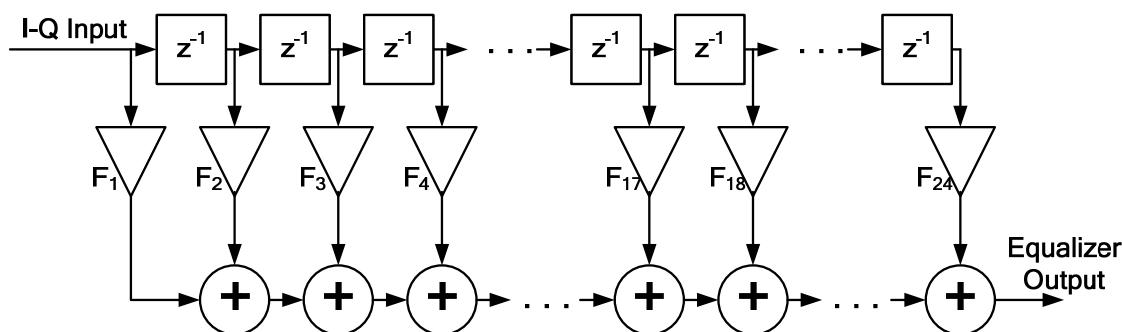 I-Q Input
z⁻¹ z⁻¹ z⁻¹ . . . z⁻¹ z⁻¹ . . . z⁻¹
F₁ F₂ F₃ F₄ F₁₇ F₁₈ F₂₄
+ + + . . . + + . . . +
Equalizer
Output